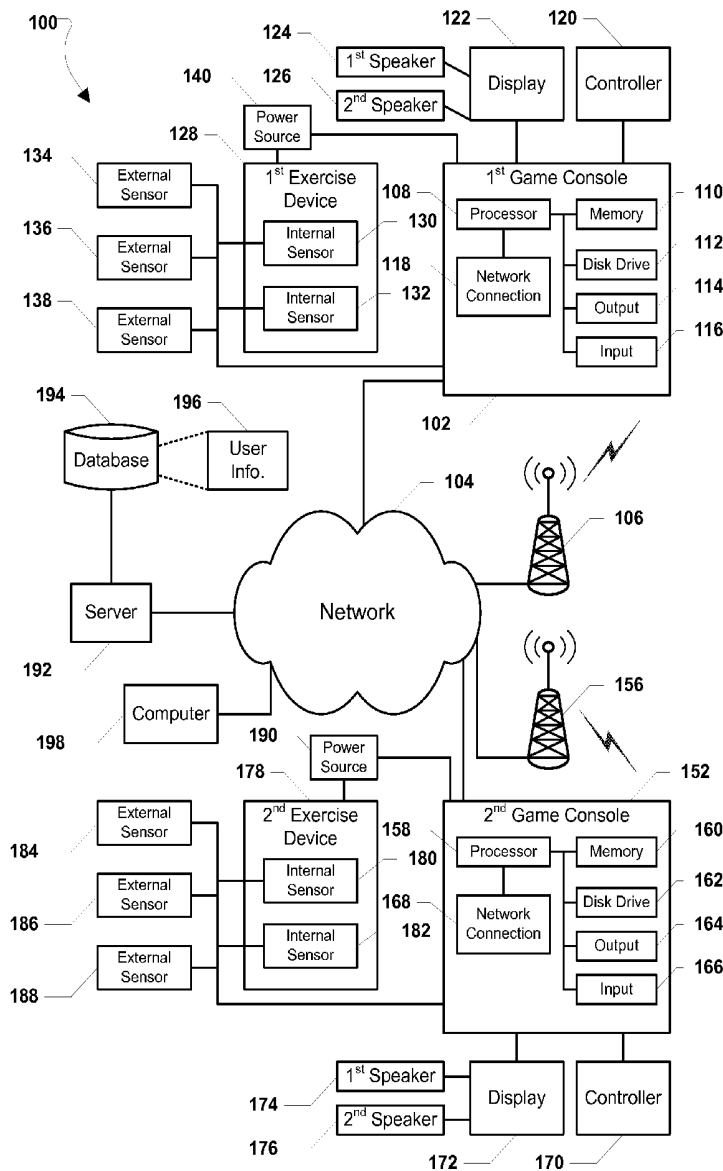 100
124
122
120
1st Speaker
140
126
2nd Speaker
Display
Controller
Power
Source
128
134
External
Sensor
1st Exercise
Device
1st Game Console
108
Processor
Memory
110
136
Internal
Sensor
130
112
External
Sensor
118
Network
Connection
Disk Drive
114
138
Internal
Sensor
132
Output
116
External
Sensor
Input
194
196
102
Database
User
Info.
104
106
Network
Server
192
156
Computer
198
190
Power
Source
178
152
184
External
Sensor
2nd Exercise
Device
2nd Game Console
158
Processor
Memory
160
186
External
Sensor
Internal
Sensor
180
168
Network
Connection
Disk Drive
162
188
External
Sensor
Internal
Sensor
182
Output
164
Input
166
1st Speaker
174
Display
Controller
2nd Speaker
176
172
170